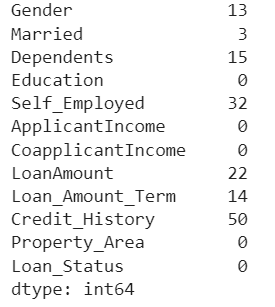 Gender 13
Married 3
Dependents 15
Education 0
Self_Employed 32
ApplicantIncome 0
CoapplicantIncome 0
LoanAmount 22
Loan_Amount_Term 14
Credit_History 50
Property_Area 0
Loan_Status 0
dtype: int64